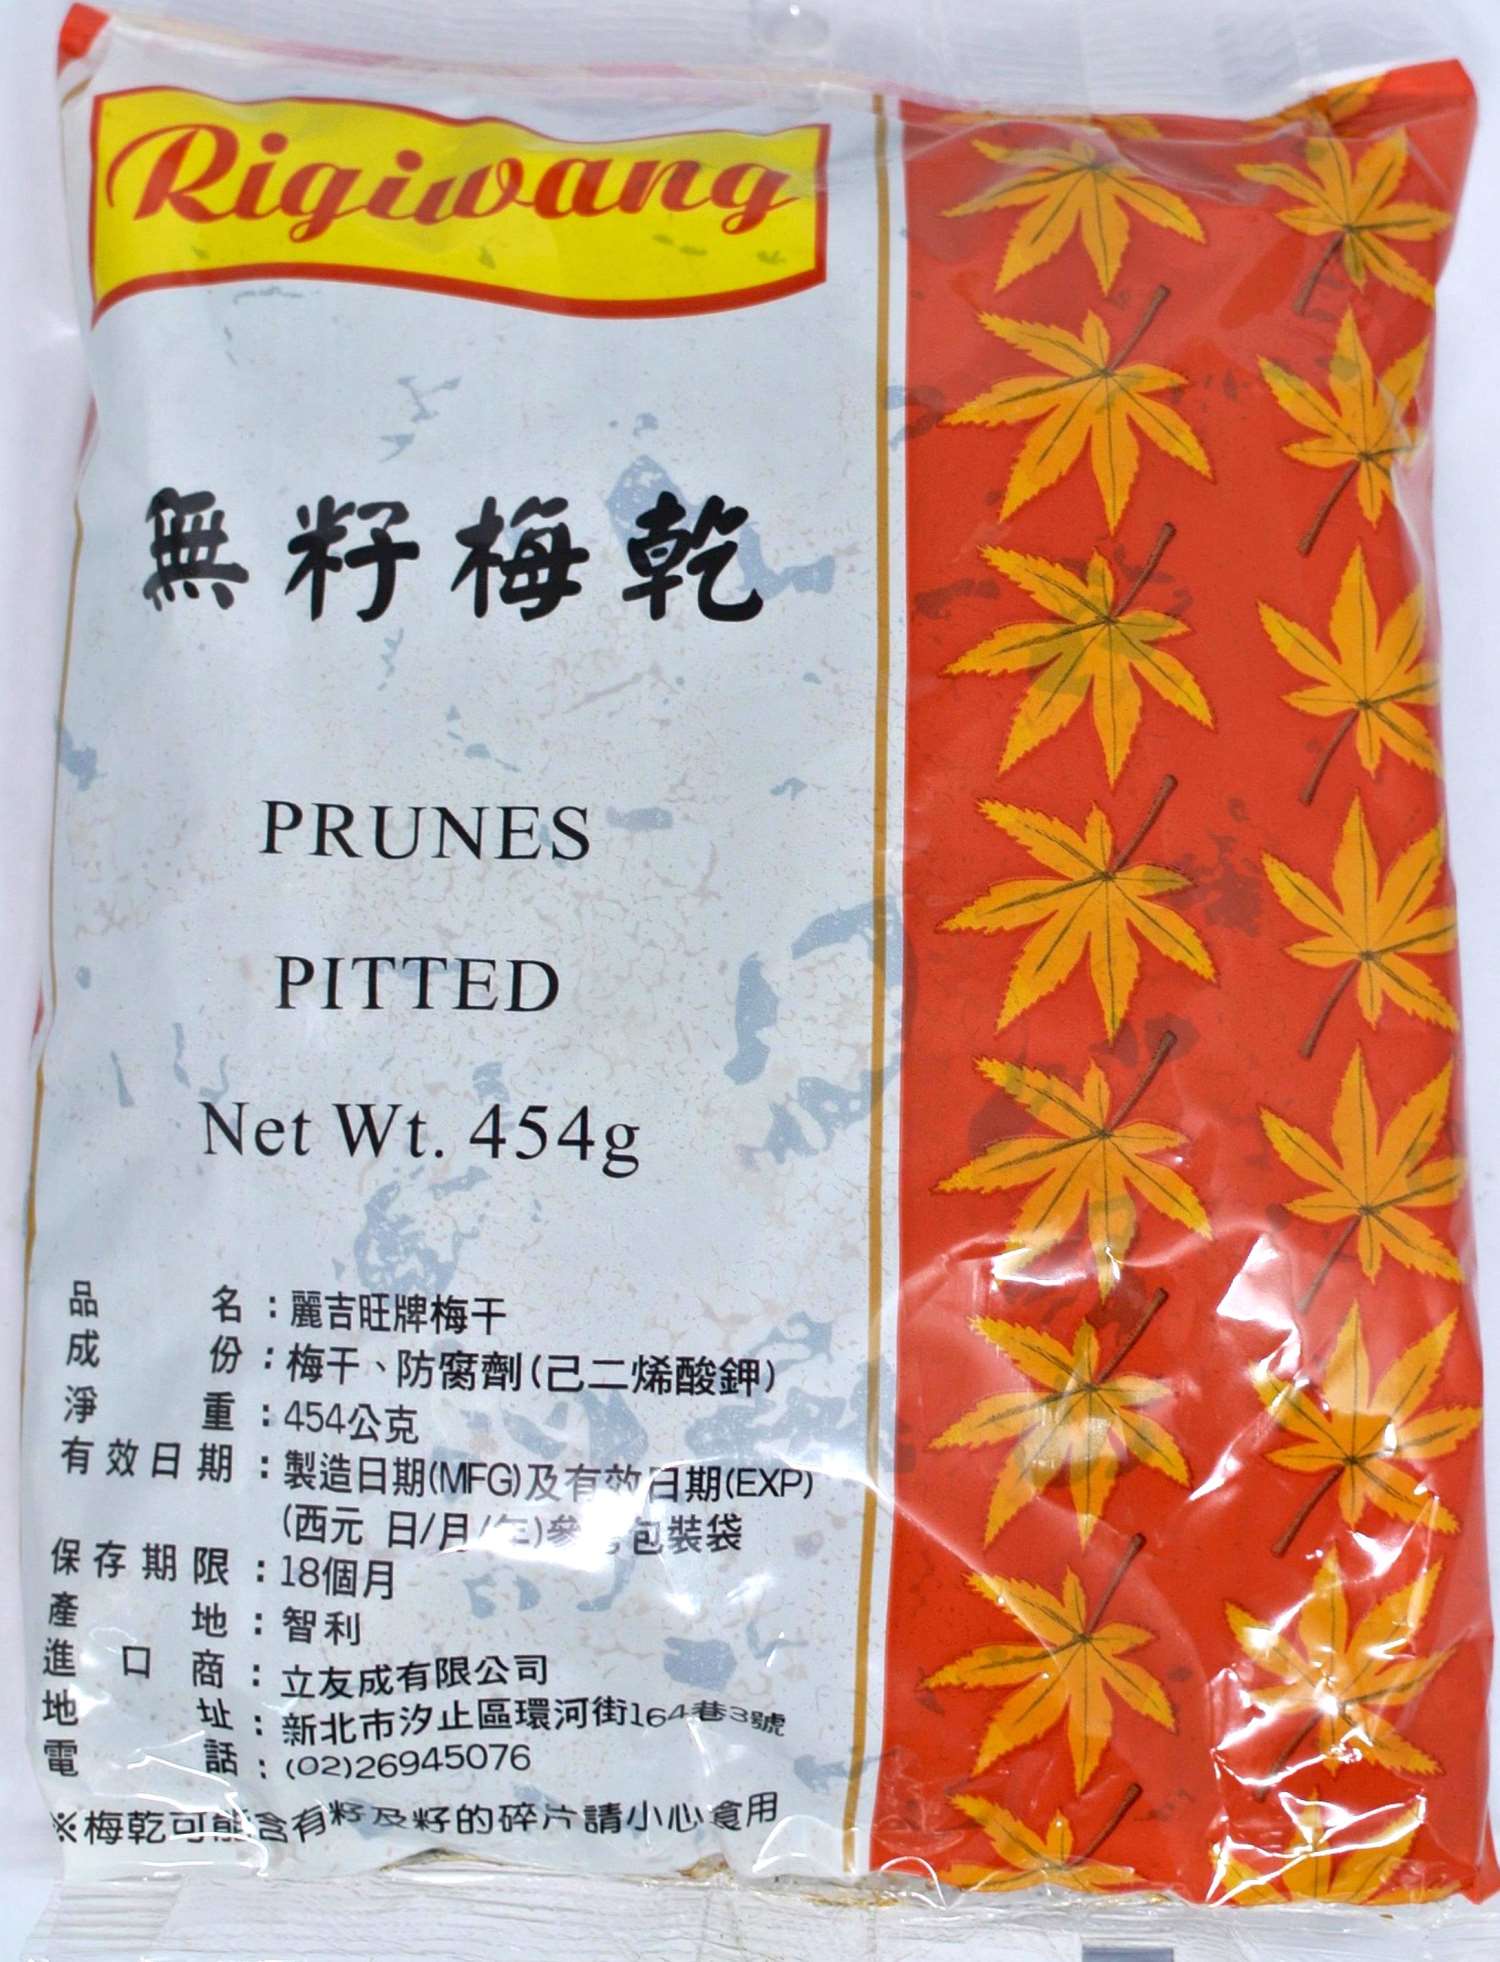 Rigiwang
無籽梅乾
PRUNES
PITTED
Net Wt. 454g
品名：麗吉旺牌梅干
成份：梅干、防腐劑(己二烯酸鉀)
淨重：454公克
有效日期：製造日期(MFG)及有效日期(EXP)
(西元 日/月/年)參考包裝袋
保存期限：18個月
產地：智利
進口商：立友成有限公司
地址：新北市汐止區環河街164巷3號
電話：(02)26945076
※梅乾可能含有籽及籽的碎片請小心食用